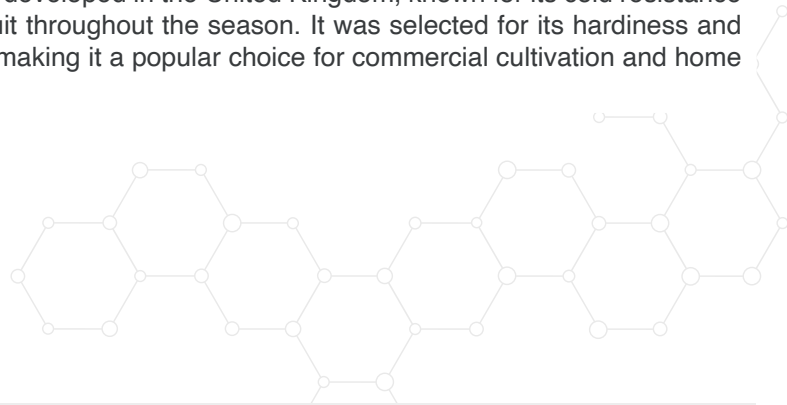 developed in the United Kingdom, known for its cold resistance
uit throughout the season. It was selected for its hardiness and
making it a popular choice for commercial cultivation and home